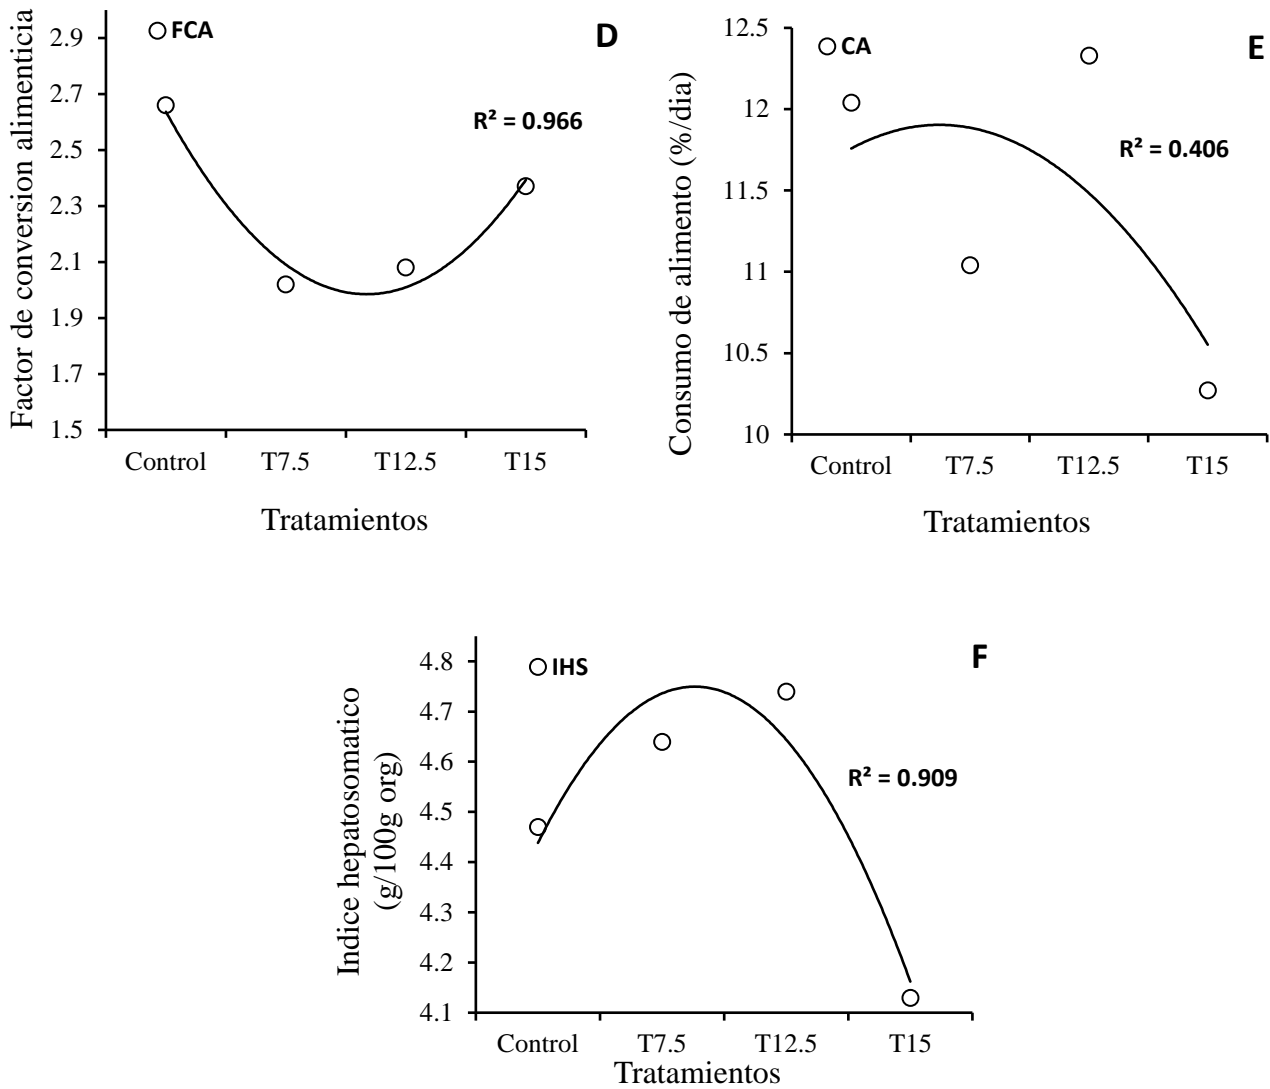 Factor de conversion alimenticia
2.9
2.7
2.5
2.3
2.1
1.9
1.7
1.5
FCA
D
R² = 0.966
Control T7.5 T12.5 T15
Tratamientos
Consumo de alimento (%/dia)
12.5
12
11.5
11
10.5
10
CA
E
R² = 0.406
Control T7.5 T12.5 T15
Tratamientos
Indice hepatosomatico
(g/100g org)
4.8
4.7
4.6
4.5
4.4
4.3
4.2
4.1
IHS
F
R² = 0.909
Control T7.5 T12.5 T15
Tratamientos